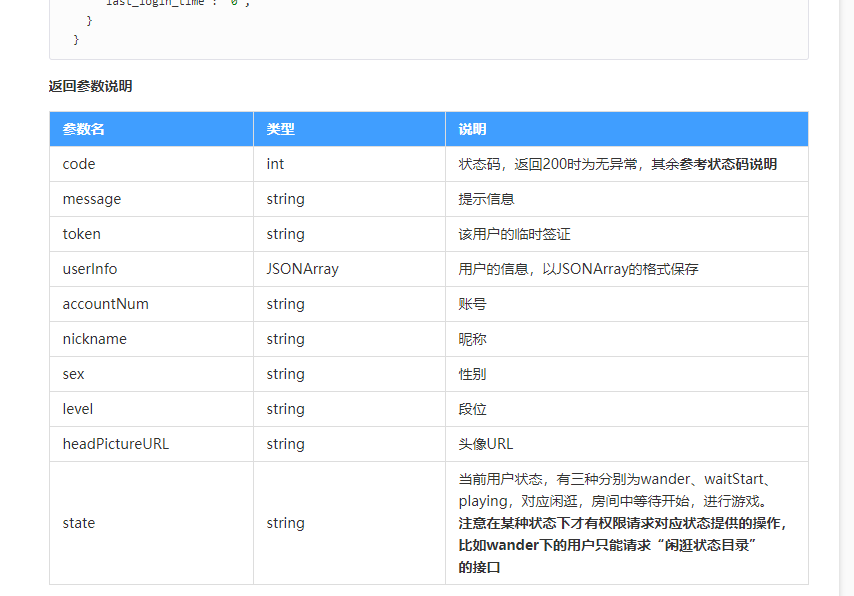 last_login_time": "0",
}
}
返回参数说明
参数名 类型 说明
code int 状态码，返回200时为无异常，其余参考状态码说明
message string 提示信息
token string 该用户的临时签证
userInfo JSONArray 用户的信息，以JSONArray的格式保存
accountNum string 账号
nickname string 昵称
sex string 性别
level string 段位
headPictureURL string 头像URL
state string 当前用户状态，有三种分别为wander、waitStart、
playing，对应闲逛，房间中等待开始，进行游戏。
注意在某种状态下才有权限请求对应状态提供的操作，
比如wander下的用户只能请求“闲逛状态目录”
的接口